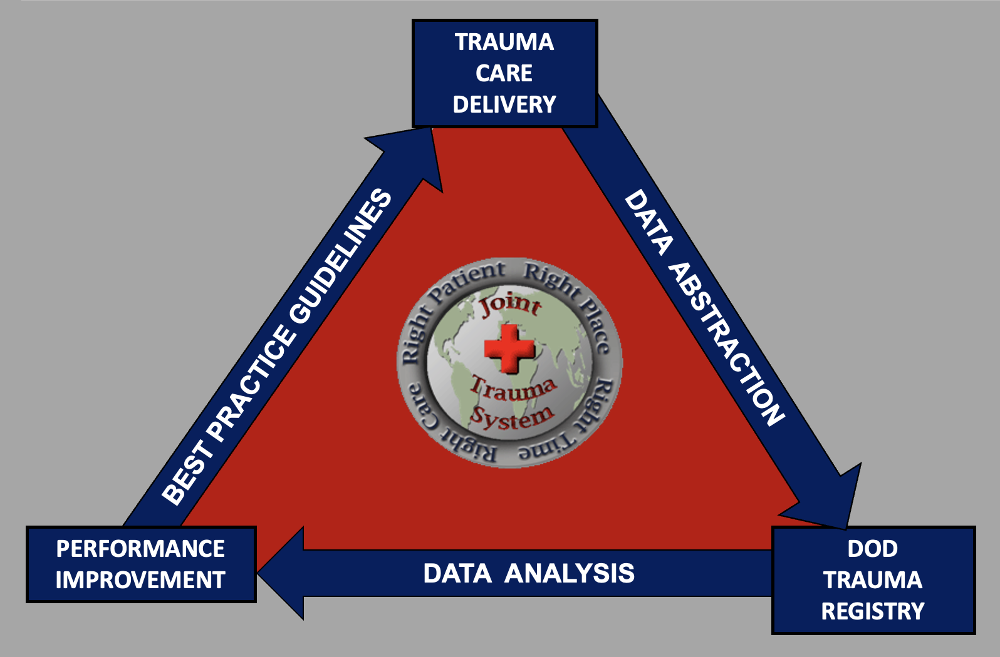 TRAUMA
CARE
DELIVERY
BEST PRACTICE GUIDELINES
DATA ABSTRACTION
Right Patient Right Place
Right Time Right Care
Joint
Trauma
System
PERFORMANCE
IMPROVEMENT
DATA ANALYSIS
DOD
TRAUMA
REGISTRY